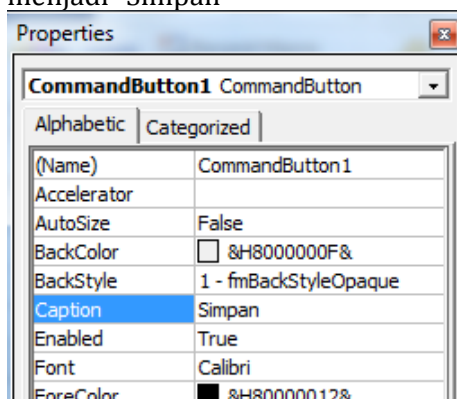 menjadi "Simpan"
Properties
CommandButton1 CommandButton
Alphabetic Categorized
(Name) CommandButton1
Accelerator
AutoSize False
BackColor &H8000000F&
BackStyle 1 - fmBackStyleOpaque
Caption Simpan
Enabled True
Font Calibri
ForeColor &H80000012&